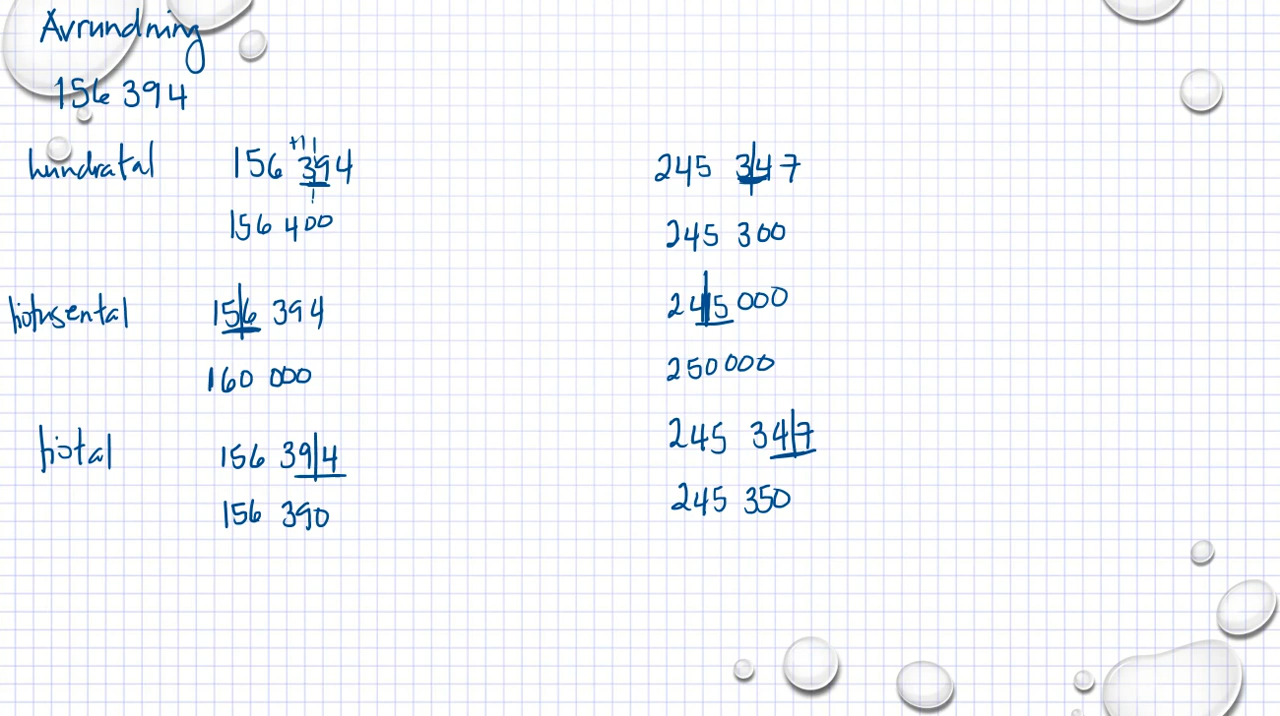 Avrundning
156 394
hundratal 156 394 245 347
+1
156 400 245 300
tiotusental 156 394 245 000
160 000 250 000
tiotal 156 394 245 347
156 390 245 350